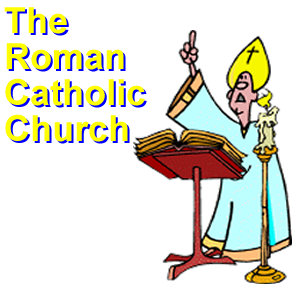 The
Roman
Catholic
Church